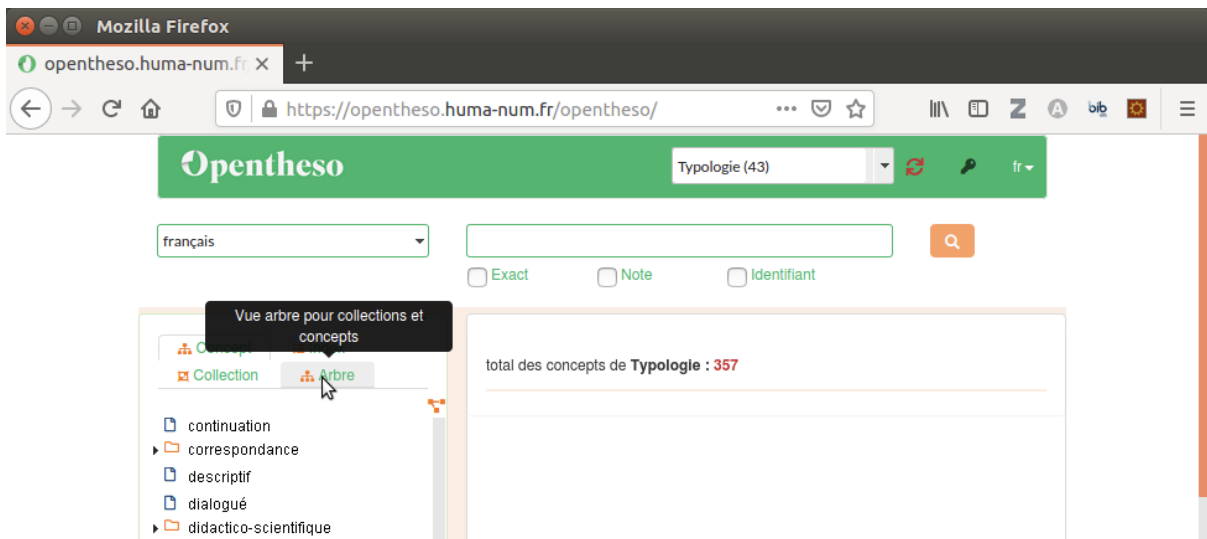 Mozilla Firefox
opentheso.huma-num.fr
https://opentheso.huma-num.fr/opentheso/
Opentheso
Typologie (43)
fr
français
Exact
Note
Identifiant
Vue arbre pour collections et
concepts
Concept
Collection
Arbre
total des concepts de Typologie : 357
continuation
correspondance
descriptif
dialogué
didactico-scientifique